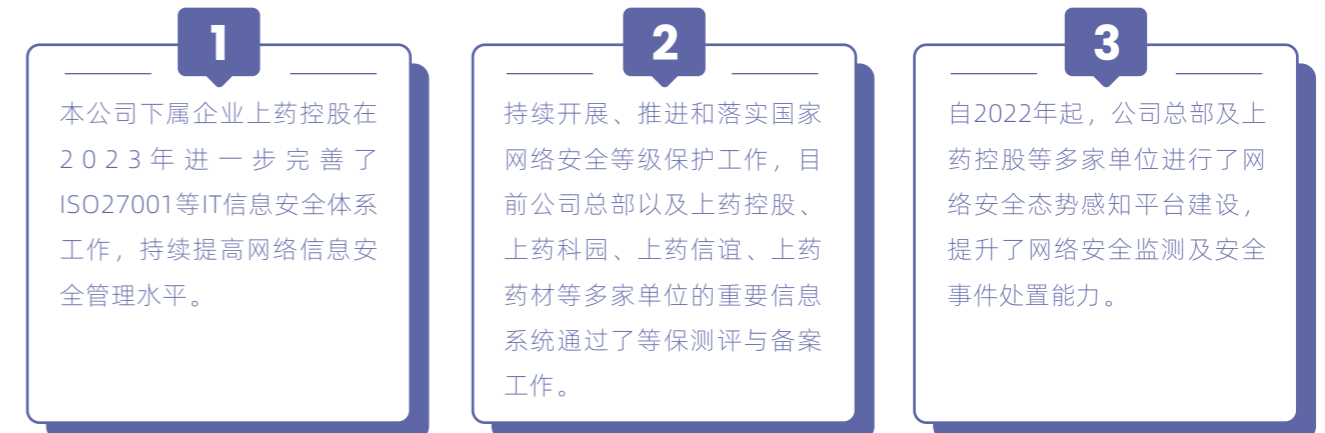 1
本公司下属企业上药控股在
2023年进一步完善了
ISO27001等IT信息安全体系
工作，持续提高网络信息安
全管理水平。
2
持续开展、推进和落实国家
网络安全等级保护工作，目
前公司总部以及上药控股、
上药科园、上药信谊、上药
药材等多家单位的重要信息
系统通过了等保测评与备案
工作。
3
自2022年起，公司总部及上
药控股等多家单位进行了网
络安全态势感知平台建设，
提升了网络安全监测及安全
事件处置能力。